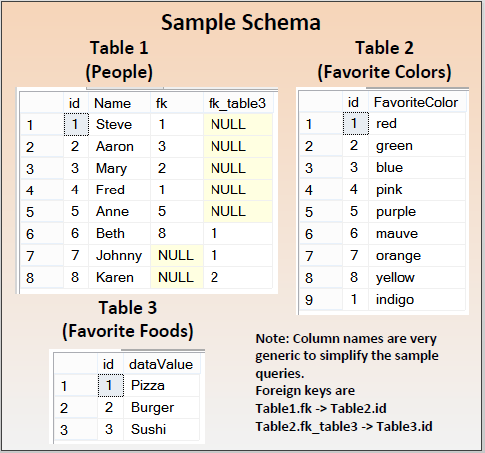 Sample Schema
Table 1
(People)
id Name fk fk_table3
1 1 Steve 1 NULL
2 2 Aaron 3 NULL
3 3 Mary 2 NULL
4 4 Fred 1 NULL
5 5 Anne 5 NULL
6 6 Beth 8 1
7 7 Johnny NULL 1
8 8 Karen NULL 2
Table 2
(Favorite Colors)
id FavoriteColor
1 1 red
2 2 green
3 3 blue
4 4 pink
5 5 purple
6 6 mauve
7 7 orange
8 8 yellow
9 1 indigo
Table 3
(Favorite Foods)
id dataValue
1 1 Pizza
2 2 Burger
3 3 Sushi
Note: Column names are very
generic to simplify the sample
queries.
Foreign keys are
Table1.fk -> Table2.id
Table2.fk_table3 -> Table3.id